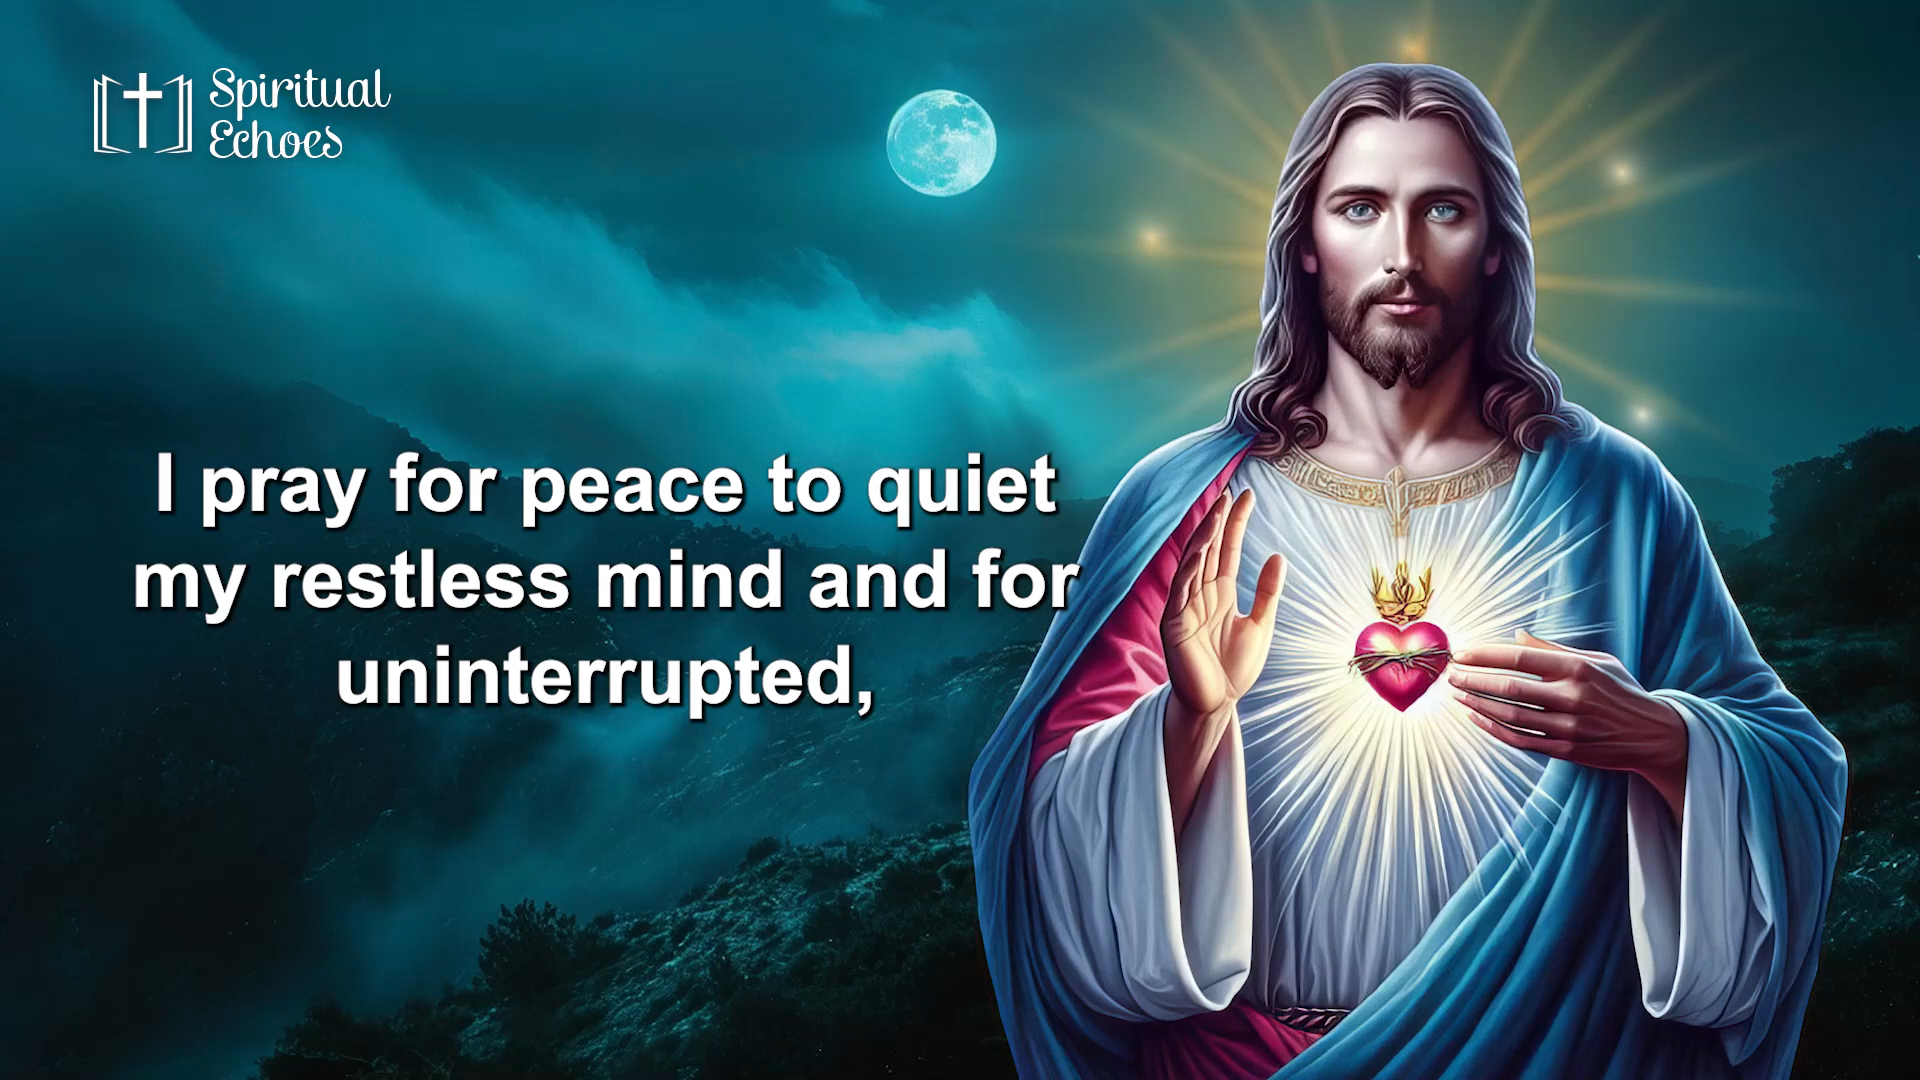 Spiritual
Echoes
I pray for peace to quiet
my restless mind and for
uninterrupted,